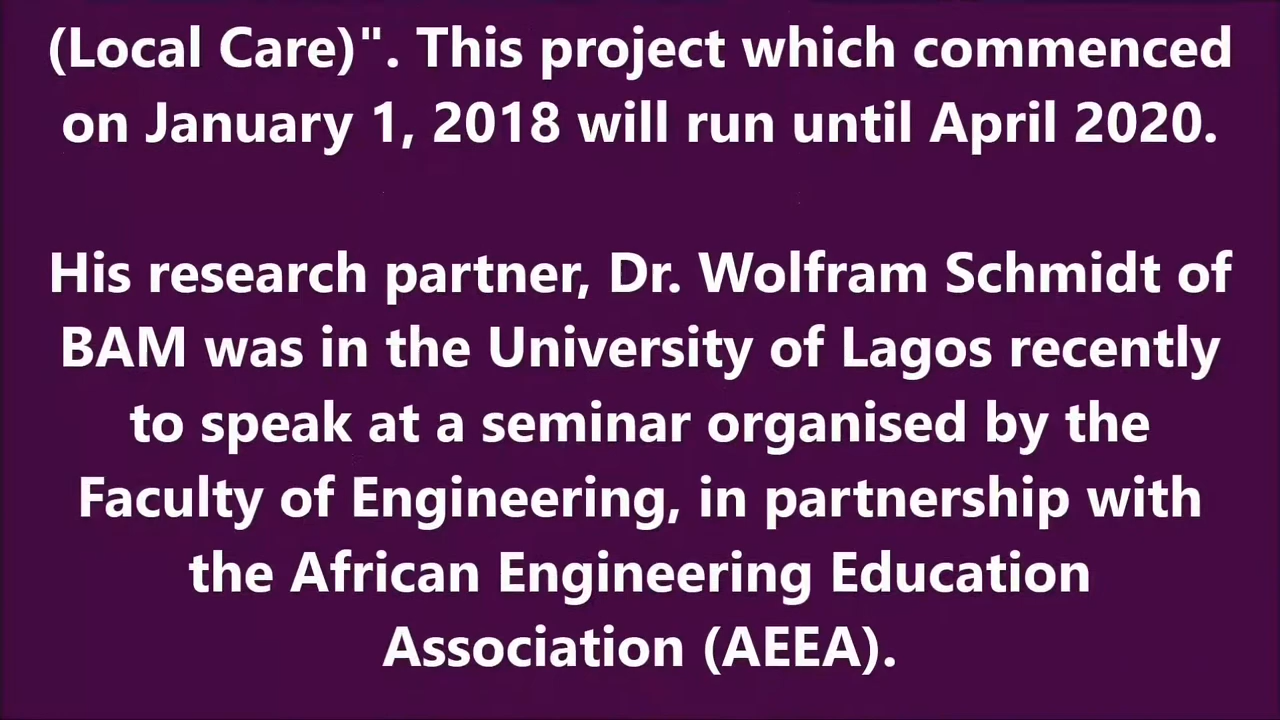 (Local Care)". This project which commenced
on January 1, 2018 will run until April 2020.
His research partner, Dr. Wolfram Schmidt of
BAM was in the University of Lagos recently
to speak at a seminar organised by the
Faculty of Engineering, in partnership with
the African Engineering Education
Association (AEEA).